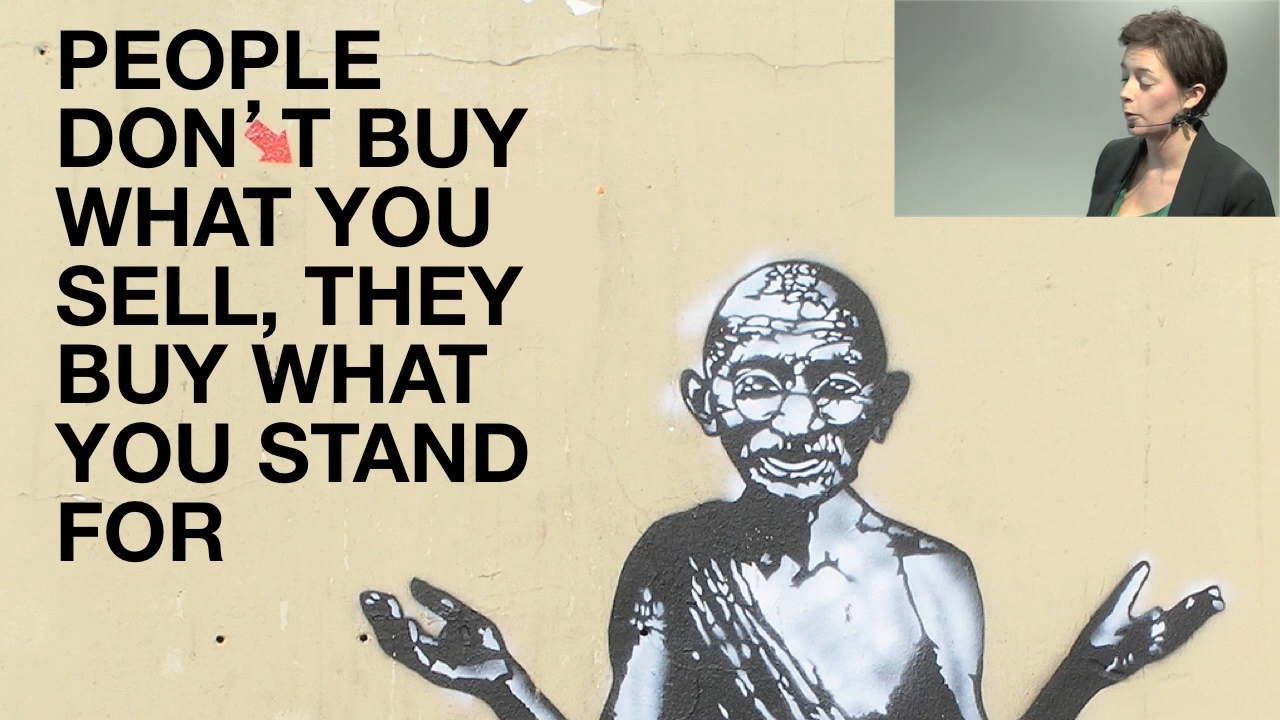 PEOPLE
DON’T BUY
WHAT YOU
SELL, THEY
BUY WHAT
YOU STAND
FOR